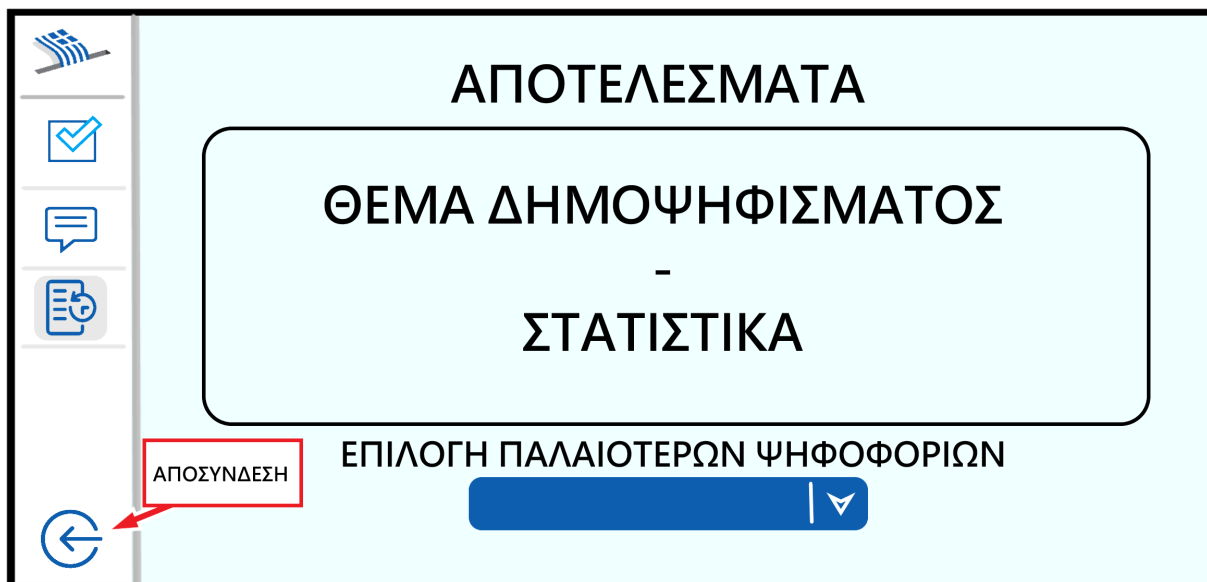 ΑΠΟΤΕΛΕΣΜΑΤΑ
ΘΕΜΑ ΔΗΜΟΨΗΦΙΣΜΑΤΟΣ
-
ΣΤΑΤΙΣΤΙΚΑ
ΕΠΙΛΟΓΗ ΠΑΛΑΙΟΤΕΡΩΝ ΨΗΦΟΦΟΡΙΩΝ
ΑΠΟΣΥΝΔΕΣΗ